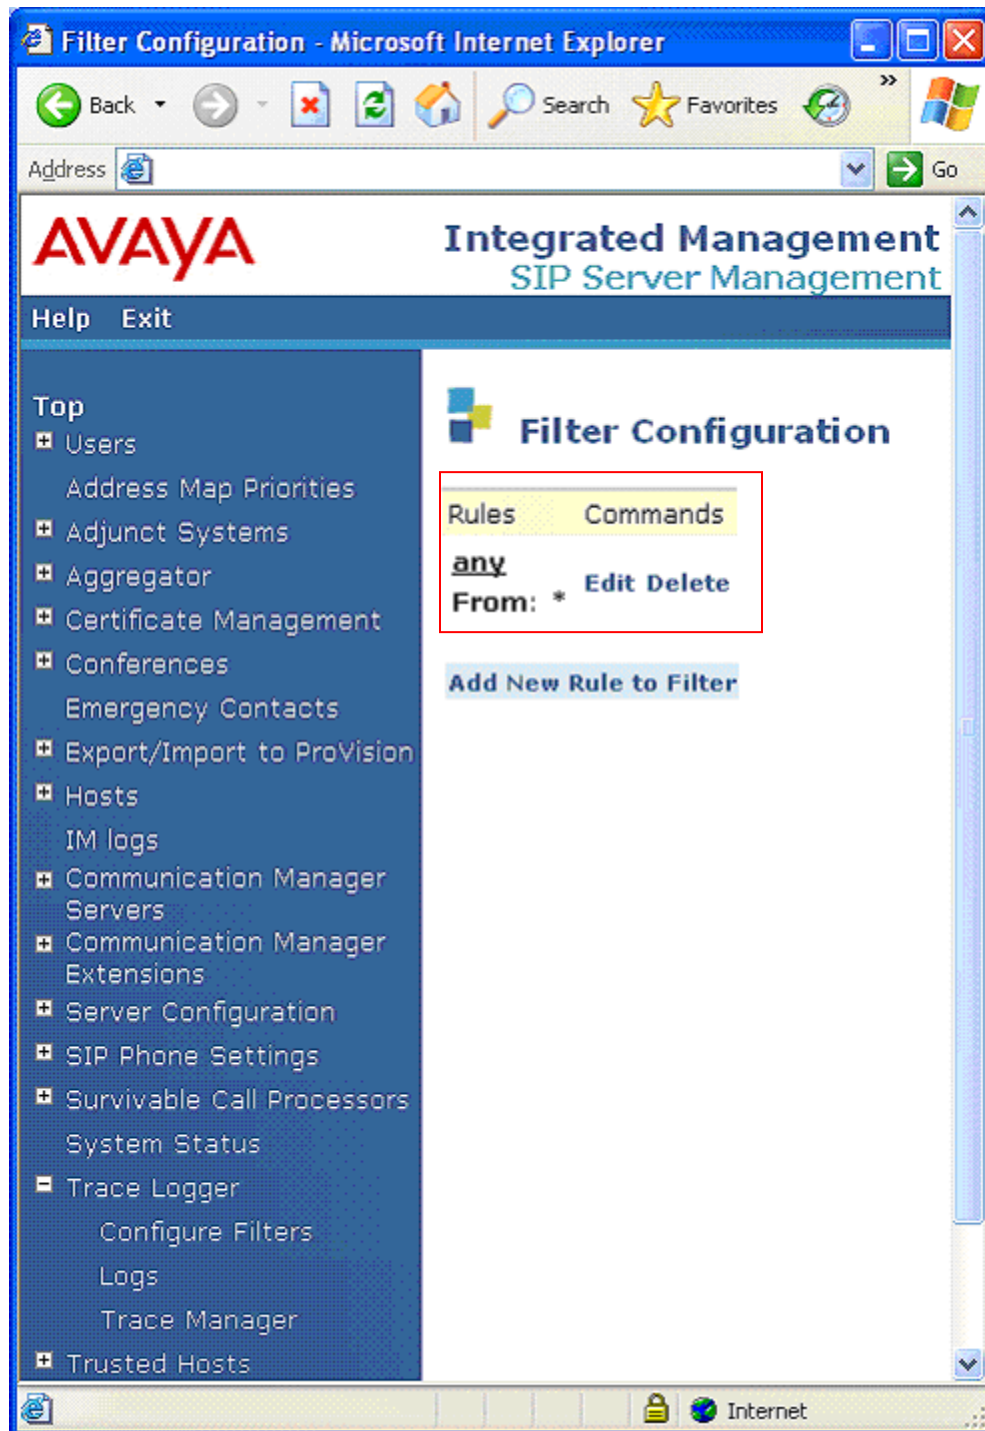 Filter Configuration - Microsoft Internet Explorer
Back
Search
Favorites
»
Address
Go
AVAYA
Integrated Management
SIP Server Management
Help Exit
Top
Users
Address Map Priorities
Adjunct Systems
Aggregator
Certificate Management
Conferences
Emergency Contacts
Export/Import to ProVision
Hosts
IM logs
Communication Manager
Servers
Communication Manager
Extensions
Server Configuration
SIP Phone Settings
Survivable Call Processors
System Status
Trace Logger
Configure Filters
Logs
Trace Manager
Trusted Hosts
Filter Configuration
Rules Commands
any
From: * Edit Delete
Add New Rule to Filter
Internet